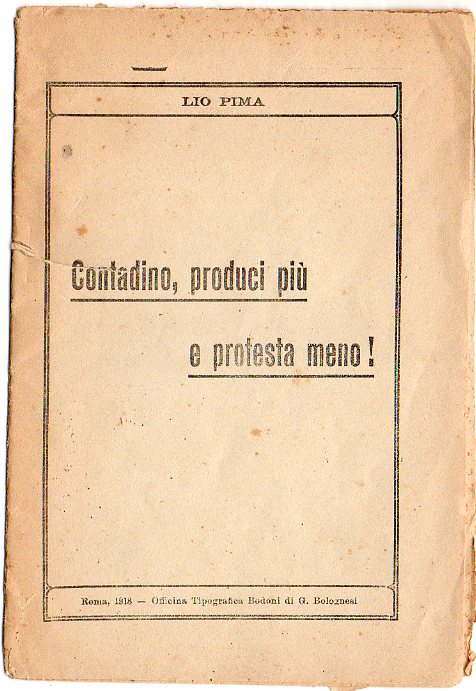 LIO PIMA
Contadino, produci più
e protesta meno!
Roma, 1918 — Officina Tipografica Bodoni di G. Bolognesi